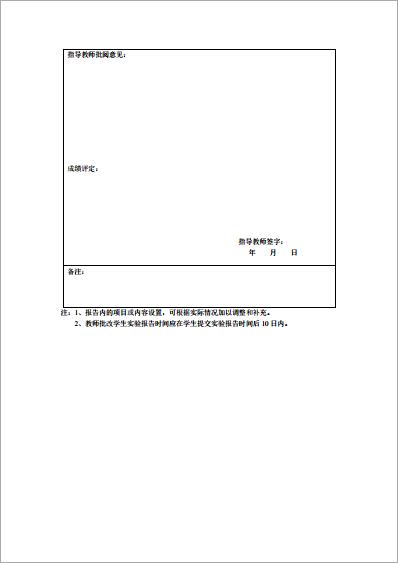 指导教师批阅意见：
成绩评定：
指导教师签字：
年 月 日
备注：
注：1、报告内的项目或内容设置，可根据实际情况加以调整和补充。
2、教师批改学生实验报告时间应在学生提交实验报告时间后 10 日内。